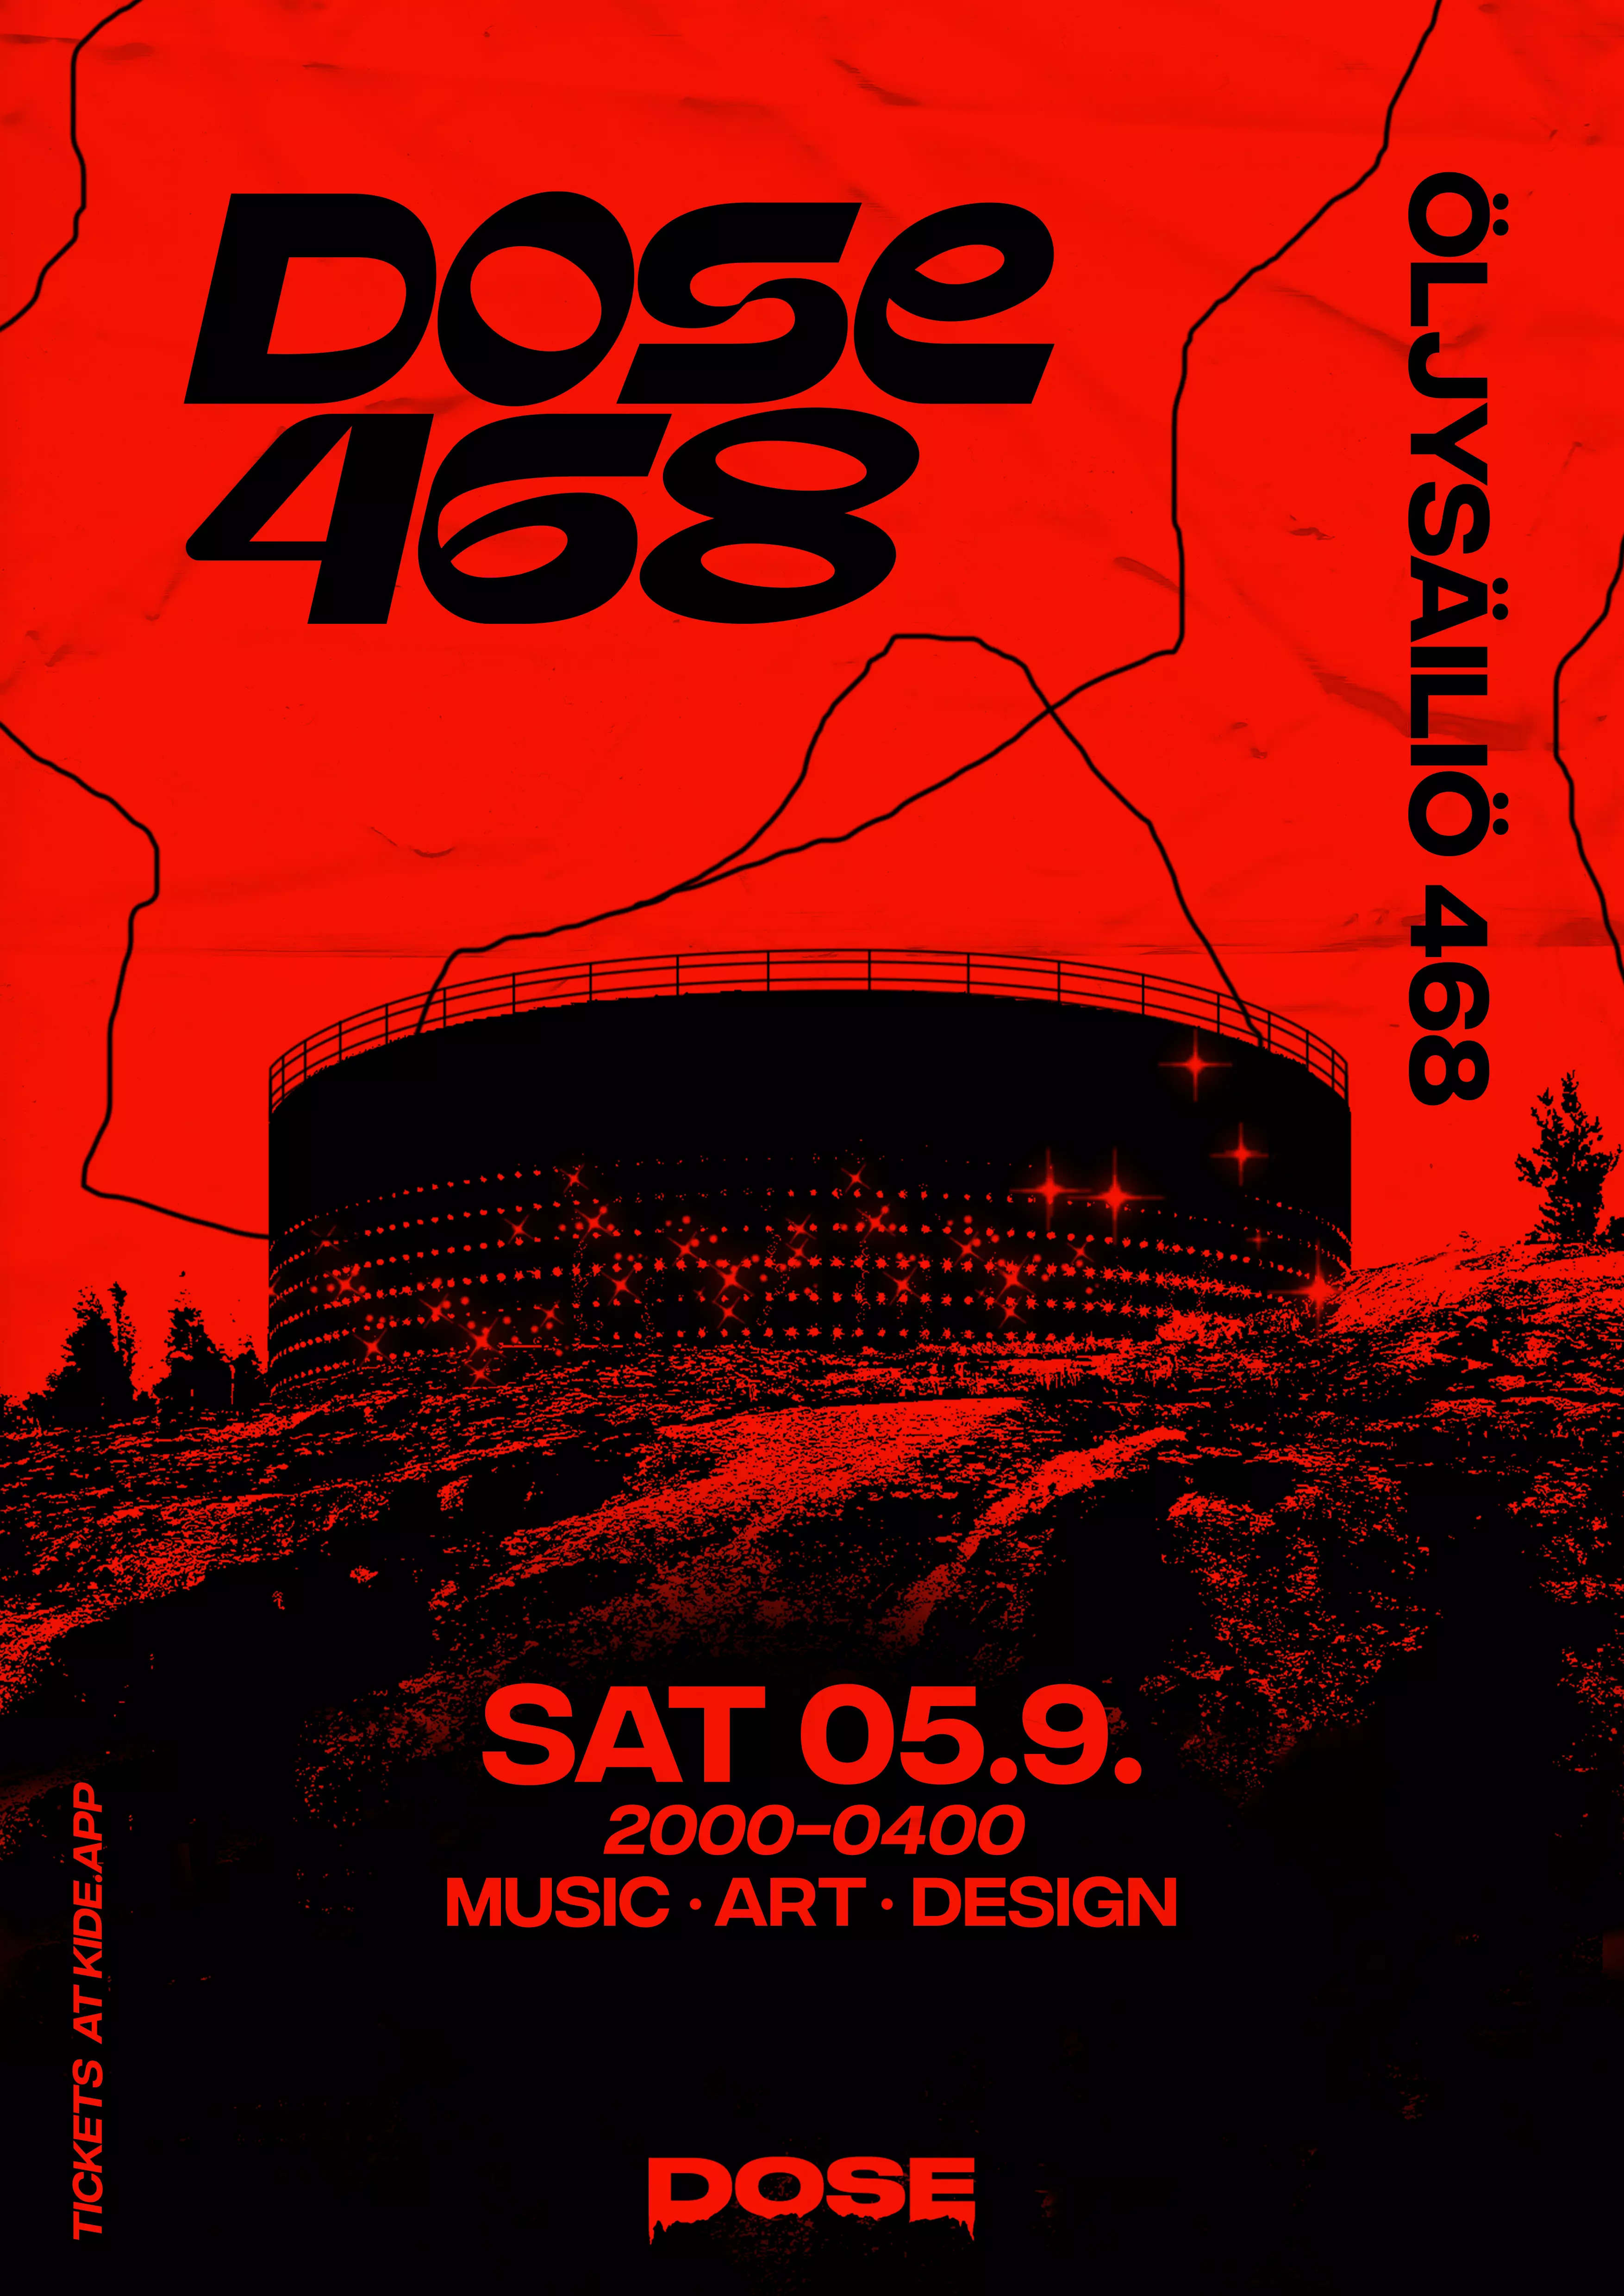 DOSe
468
ÖLJYSÄILIÖ 468
SAT 05.9.
2000–0400
MUSIC · ART · DESIGN
TICKETS AT KIDE.APP
DOSE